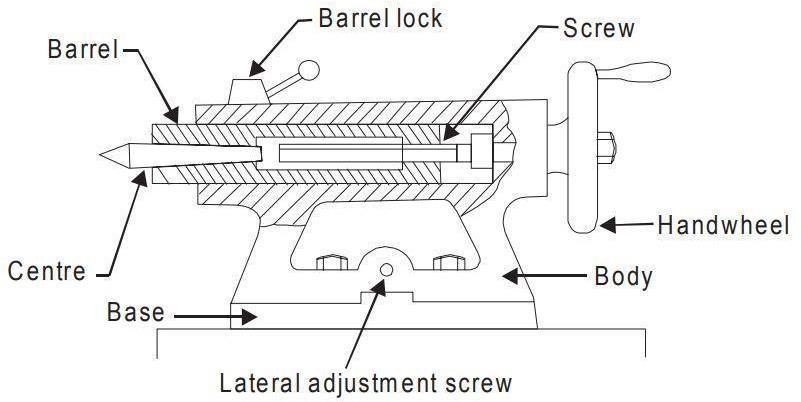 Barrel lock
Barrel
Screw
Handwheel
Centre
Body
Base
Lateral adjustment screw